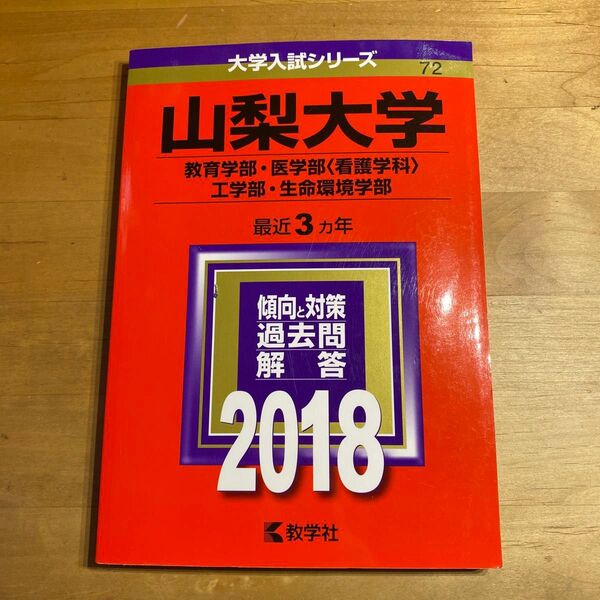 大学入試シリーズ
72
山梨大学
教育学部・医学部〈看護学科〉
工学部・生命環境学部
最近3カ年
傾向と対策
過去問
解答
2018
教学社